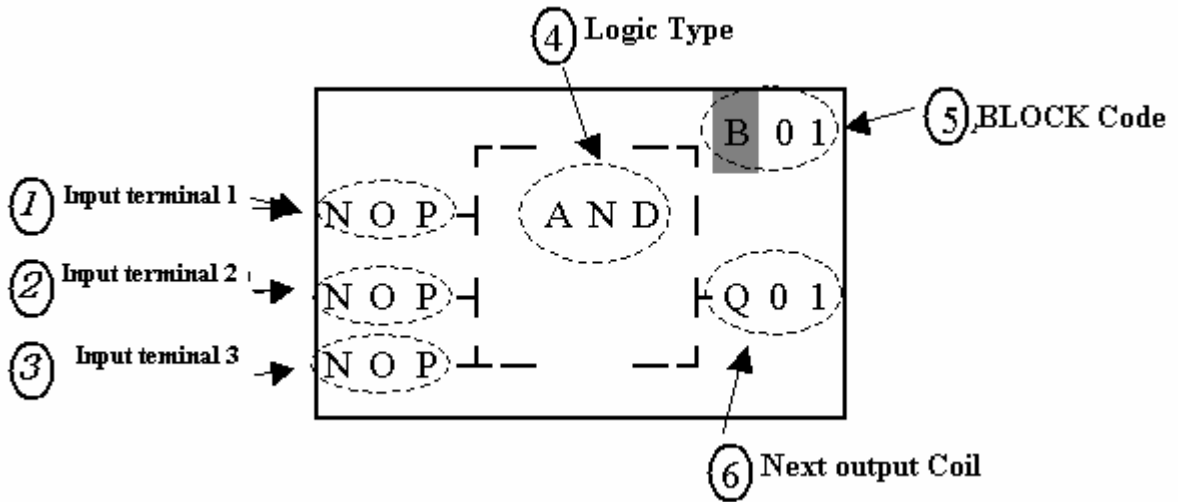 4 Logic Type
B 0 1
5 BLOCK Code
1 Input terminal 1
N O P
A N D
2 Input terminal 2
N O P
Q 0 1
3 Input teminal 3
N O P
6 Next output Coil